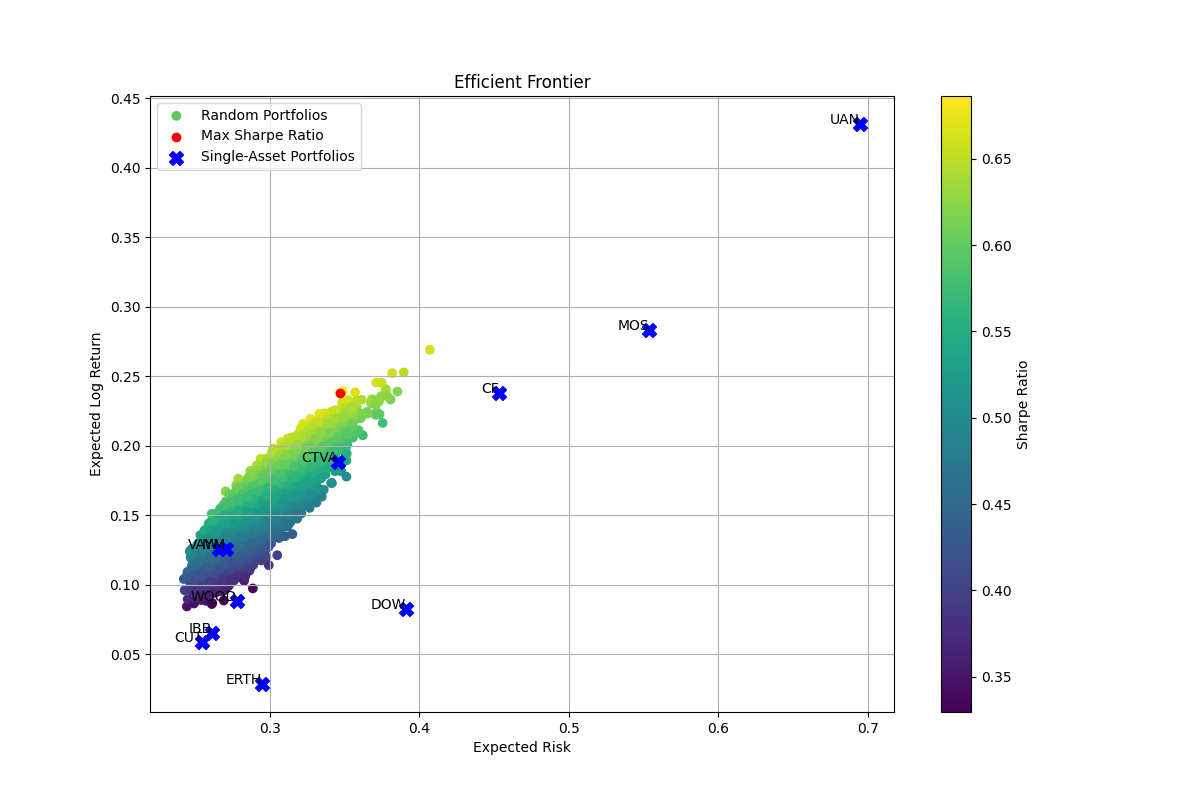 Efficient Frontier
Random Portfolios
Max Sharpe Ratio
Single-Asset Portfolios
0.45
0.40
0.35
0.30
0.25
0.20
0.15
0.10
0.05
Expected Log Return
UAN
MOS
CF
CTVA
WOOD
DOW
ERTH
0.3
0.4
0.5
0.6
0.7
Expected Risk
0.65
0.60
0.55
0.50
0.45
0.40
0.35
Sharpe Ratio